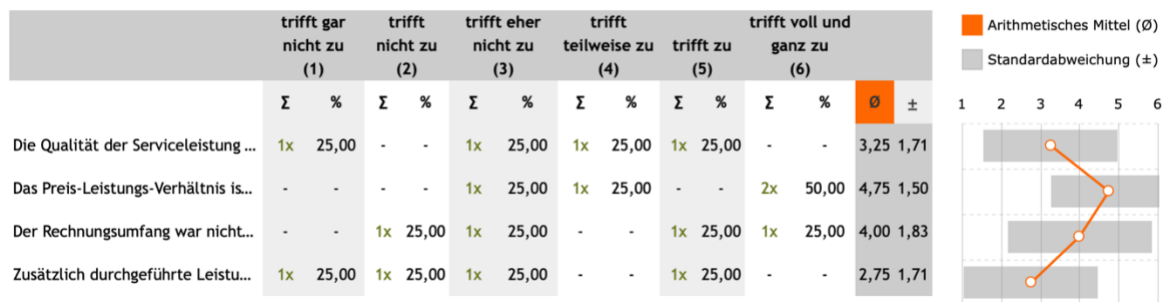 trifft gar trifft trifft eher trifft trifft voll und
nicht zu nicht zu nicht zu teilweise zu trifft zu ganz zu
(1) (2) (3) (4) (5) (6)
Σ % Σ % Σ % Σ % Σ % Σ % Ø ±
Die Qualität der Serviceleistung ... 1x 25,00 - - 1x 25,00 1x 25,00 1x 25,00 - - 3,25 1,71
Das Preis-Leistungs-Verhältnis is... - - - - 1x 25,00 1x 25,00 - - 2x 50,00 4,75 1,50
Der Rechnungsumfang war nicht... - - 1x 25,00 1x 25,00 - - 1x 25,00 1x 25,00 4,00 1,83
Zusätzlich durchgeführte Leistu... 1x 25,00 1x 25,00 1x 25,00 - - 1x 25,00 - - 2,75 1,71
Arithmetisches Mittel (Ø)
Standardabweichung (±)
1 2 3 4 5 6